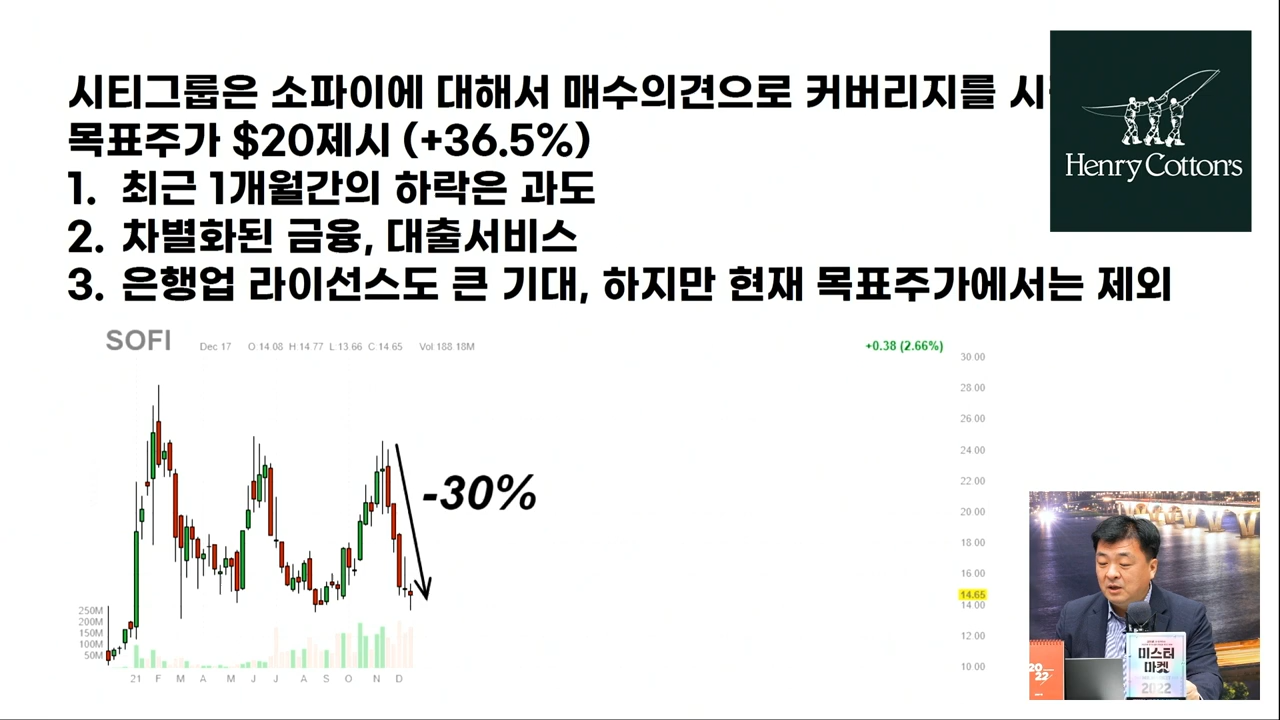 시티그룹은 소파이에 대해서 매수의견으로 커버리지를 시
목표주가 $20제시 (+36.5%)
1. 최근 1개월간의 하락은 과도
2. 차별화된 금융, 대출서비스
3. 은행업 라이선스도 큰 기대, 하지만 현재 목표주가에서는 제외
Henry Cotton's
SOFI Dec 17 O 14.08 H 14.77 L 13.66 C 14.65 Vol 188.18M +0.38 (2.66%)
30.00
28.00
26.00
24.00
22.00
20.00
18.00
16.00
14.65
14.00
12.00
10.00
-30%
250M
200M
150M
100M
50M
21 F M A M J J A S O N D
2022
미스터
마켓
2022